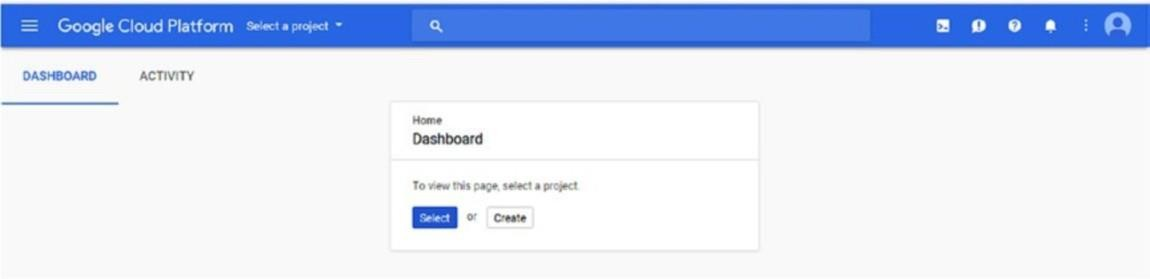 Google Cloud Platform Select a project
DASHBOARD ACTIVITY
Home
Dashboard
To view this page, select a project.
Select or Create